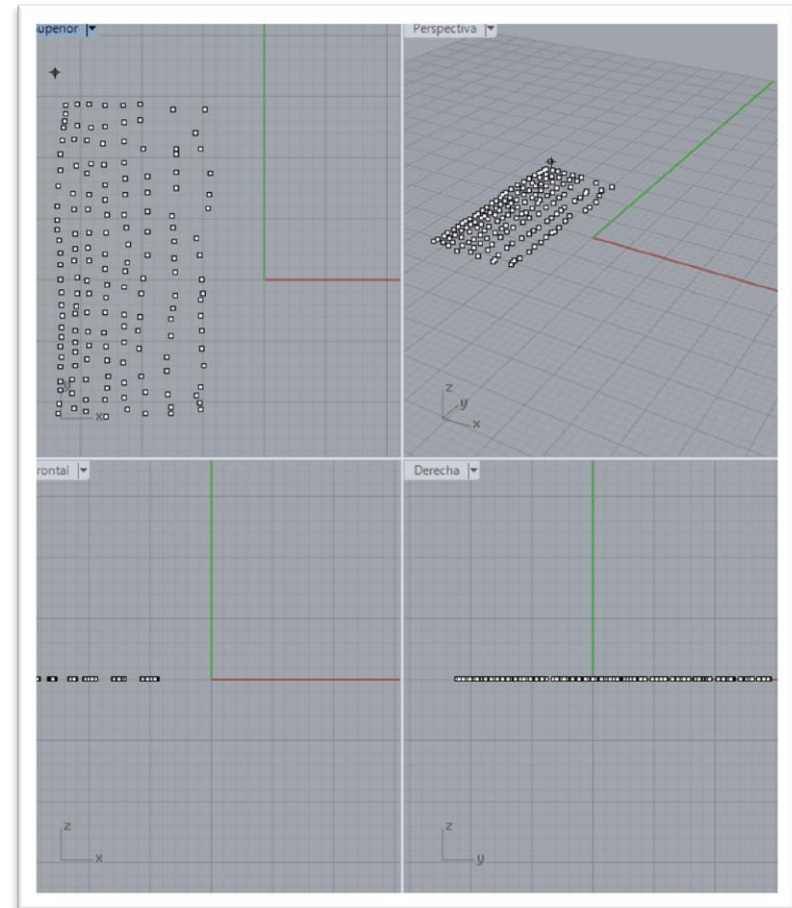 uperior
Perspectiva
x
z
y
x
rontal
Derecha
z
x
z
y